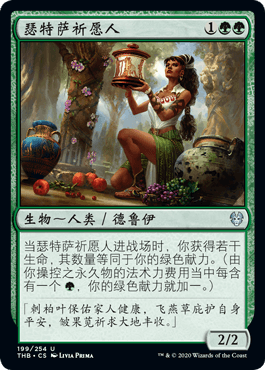 瑟特萨祈愿人 1
生物～人类 / 德鲁伊
当瑟特萨祈愿人进战场时，你获得若干
生命，其数量等同于你的绿色献力。（由
你操控之永久物的法术力费用当中每含
有一个，你的绿色献力就加一。）
「刺柏叶保佑家人健康，飞燕草庇护自身
平安，皱果苋祈求大地丰收。」
2/2
199/254 U
THB • CS LIVIA PRIMA
™ & © 2020 Wizards of the Coast